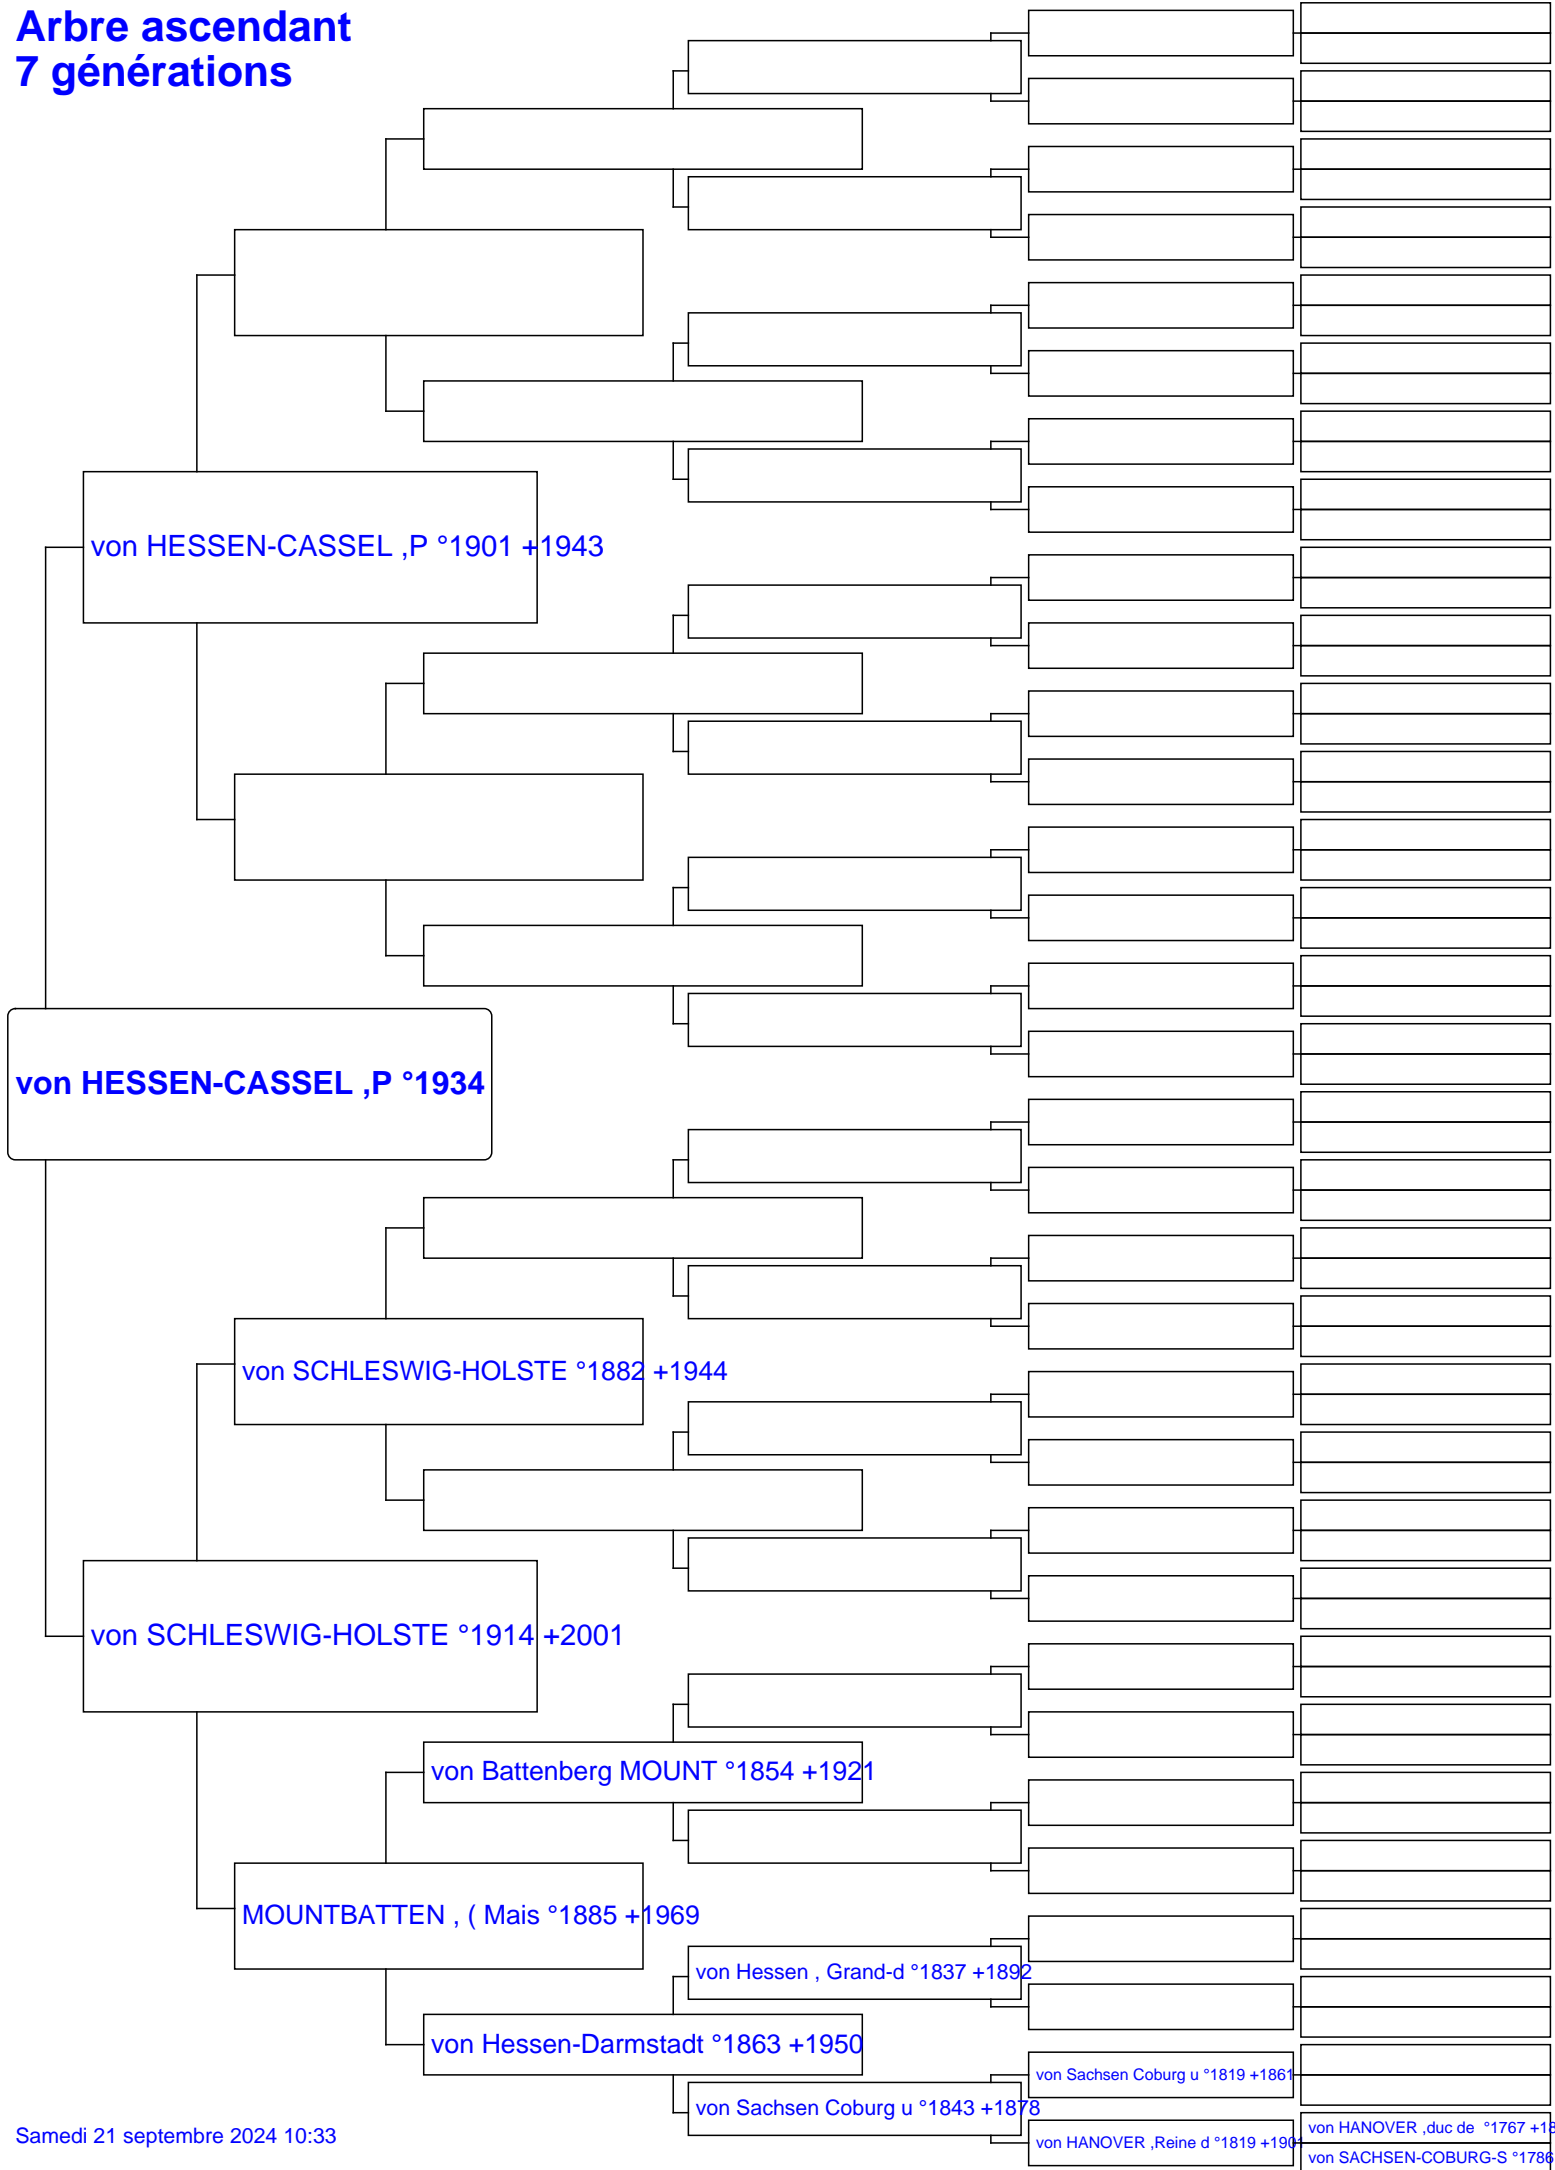 Arbre ascendant
7 générations
von HESSEN-CASSEL ,P °1901 +1943
von HESSEN-CASSEL ,P °1934
von SCHLESWIG-HOLSTE °1882 +1944
von SCHLESWIG-HOLSTE °1914 +2001
von Battenberg MOUNT °1854 +1921
MOUNTBATTEN , ( Mais °1885 +1969
von Hessen , Grand-d °1837 +1892
von Hessen-Darmstadt °1863 +1950
von Sachsen Coburg u °1819 +1861
von Sachsen Coburg u °1843 +1878
von HANOVER ,duc de °1767 +18
von HANOVER ,Reine d °1819 +1901
von SACHSEN-COBURG-S °1786
Samedi 21 septembre 2024 10:33